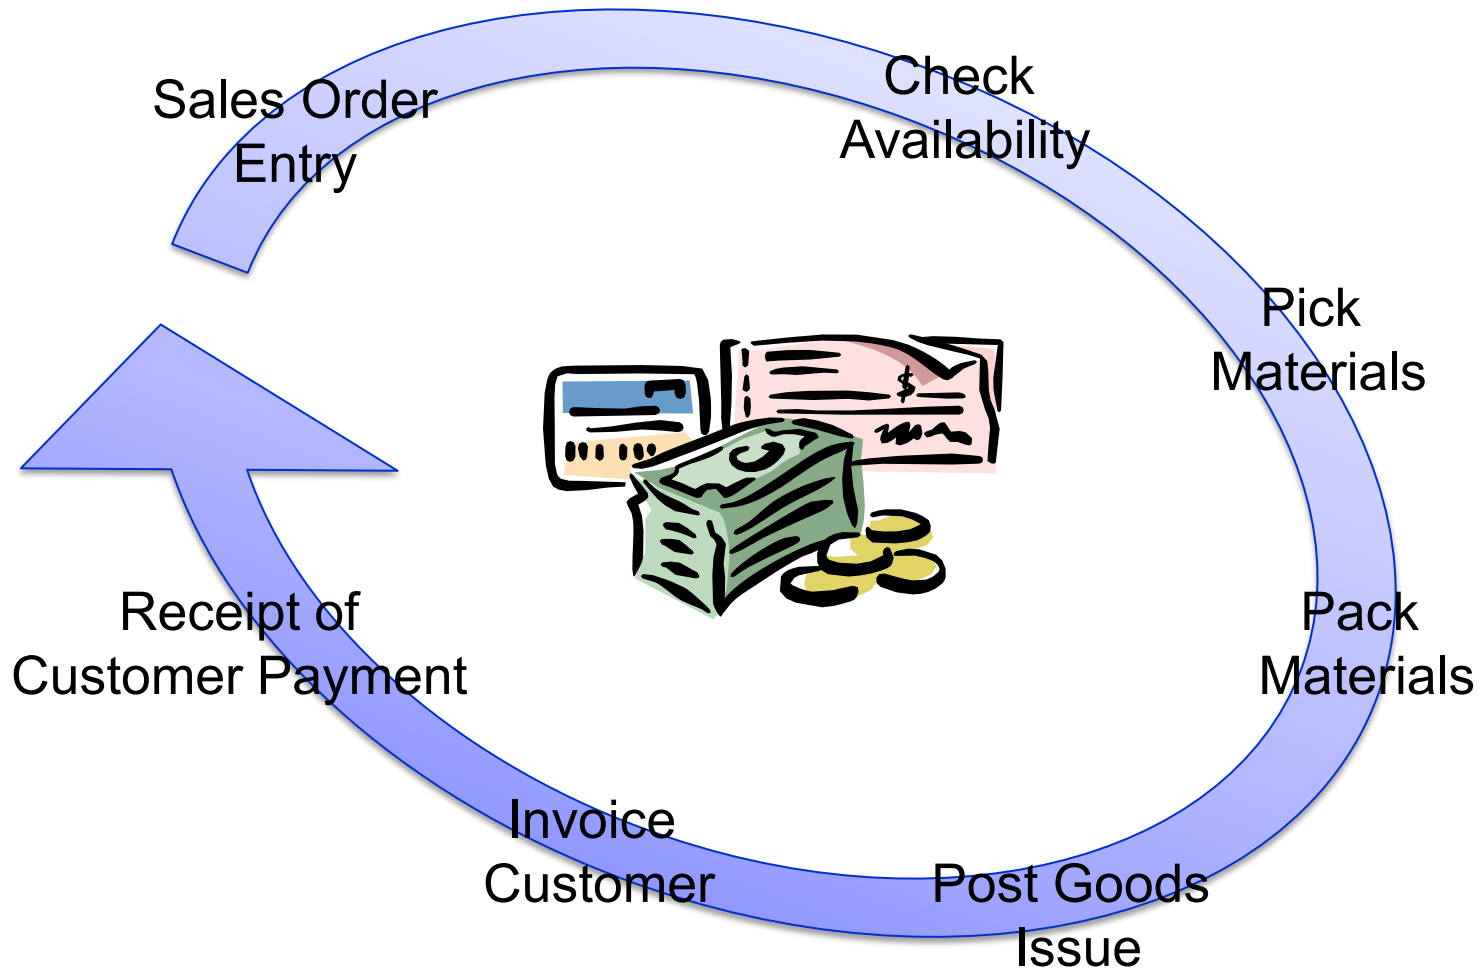 Sales Order
Entry
Check
Availability
Pick
Materials
Pack
Materials
Post Goods
Issue
Invoice
Customer
Receipt of
Customer Payment
$